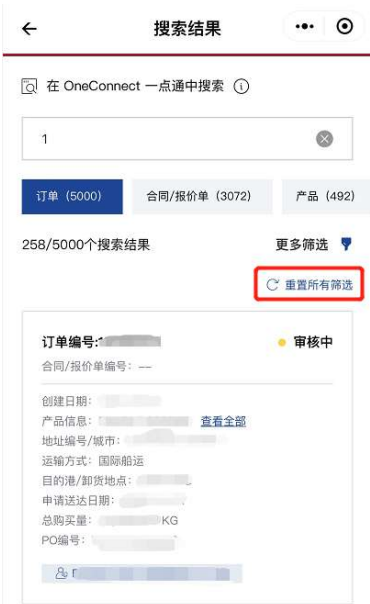 搜索结果
在 OneConnect 一点通中搜索
1
订单（5000） 合同/报价单（3072） 产品（492）
258/5000个搜索结果 更多筛选
重置所有筛选
订单编号: 审核中
合同/报价单编号： --
创建日期：
产品信息： 查看全部
地址编号/城市：
运输方式：国际船运
目的港/卸货地点：
申请送达日期：
总购买量： KG
PO编号：